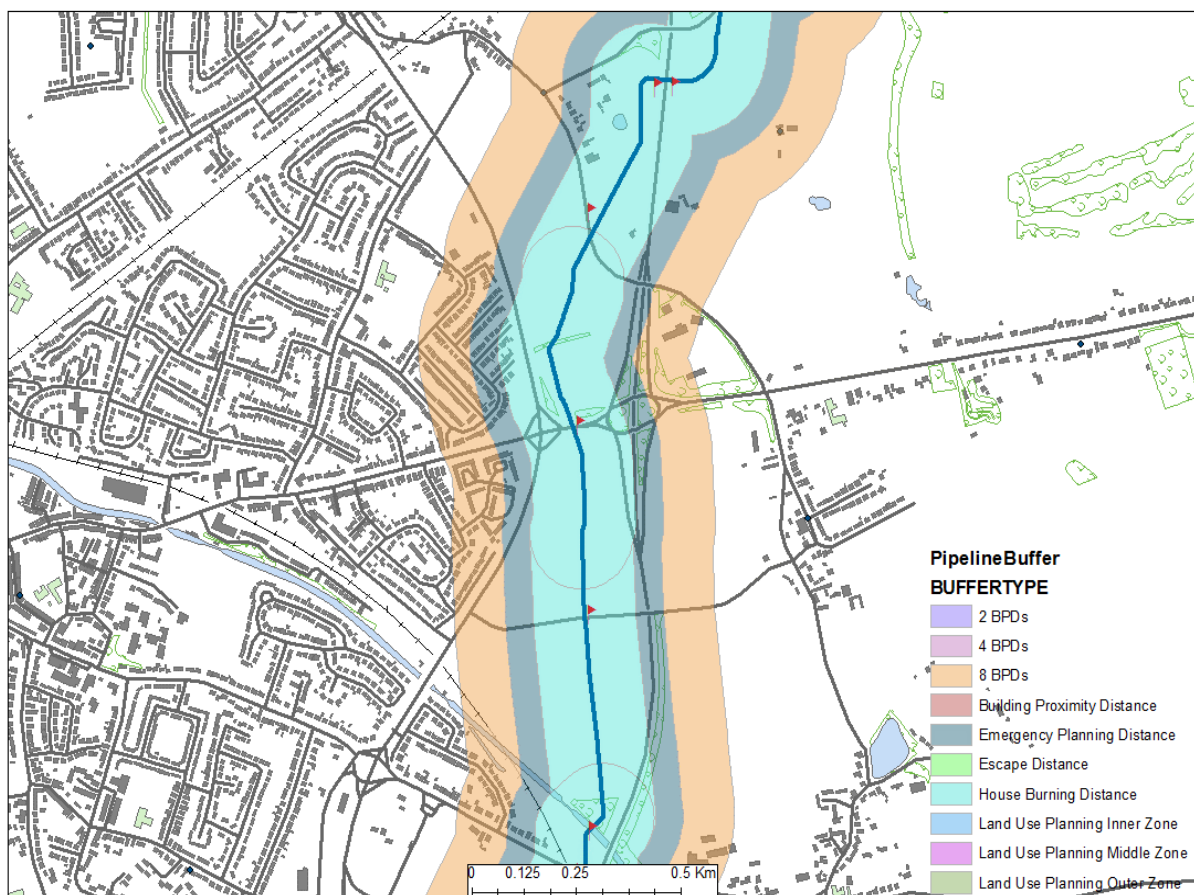 PipelineBuffer
BUFFERTYPE
2 BPDs
4 BPDs
8 BPDs
Building Proximity Distance
Emergency Planning Distance
Escape Distance
House Burning Distance
Land Use Planning Inner Zone
Land Use Planning Middle Zone
Land Use Planning Outer Zone
0 0.125 0.25 0.5 Km